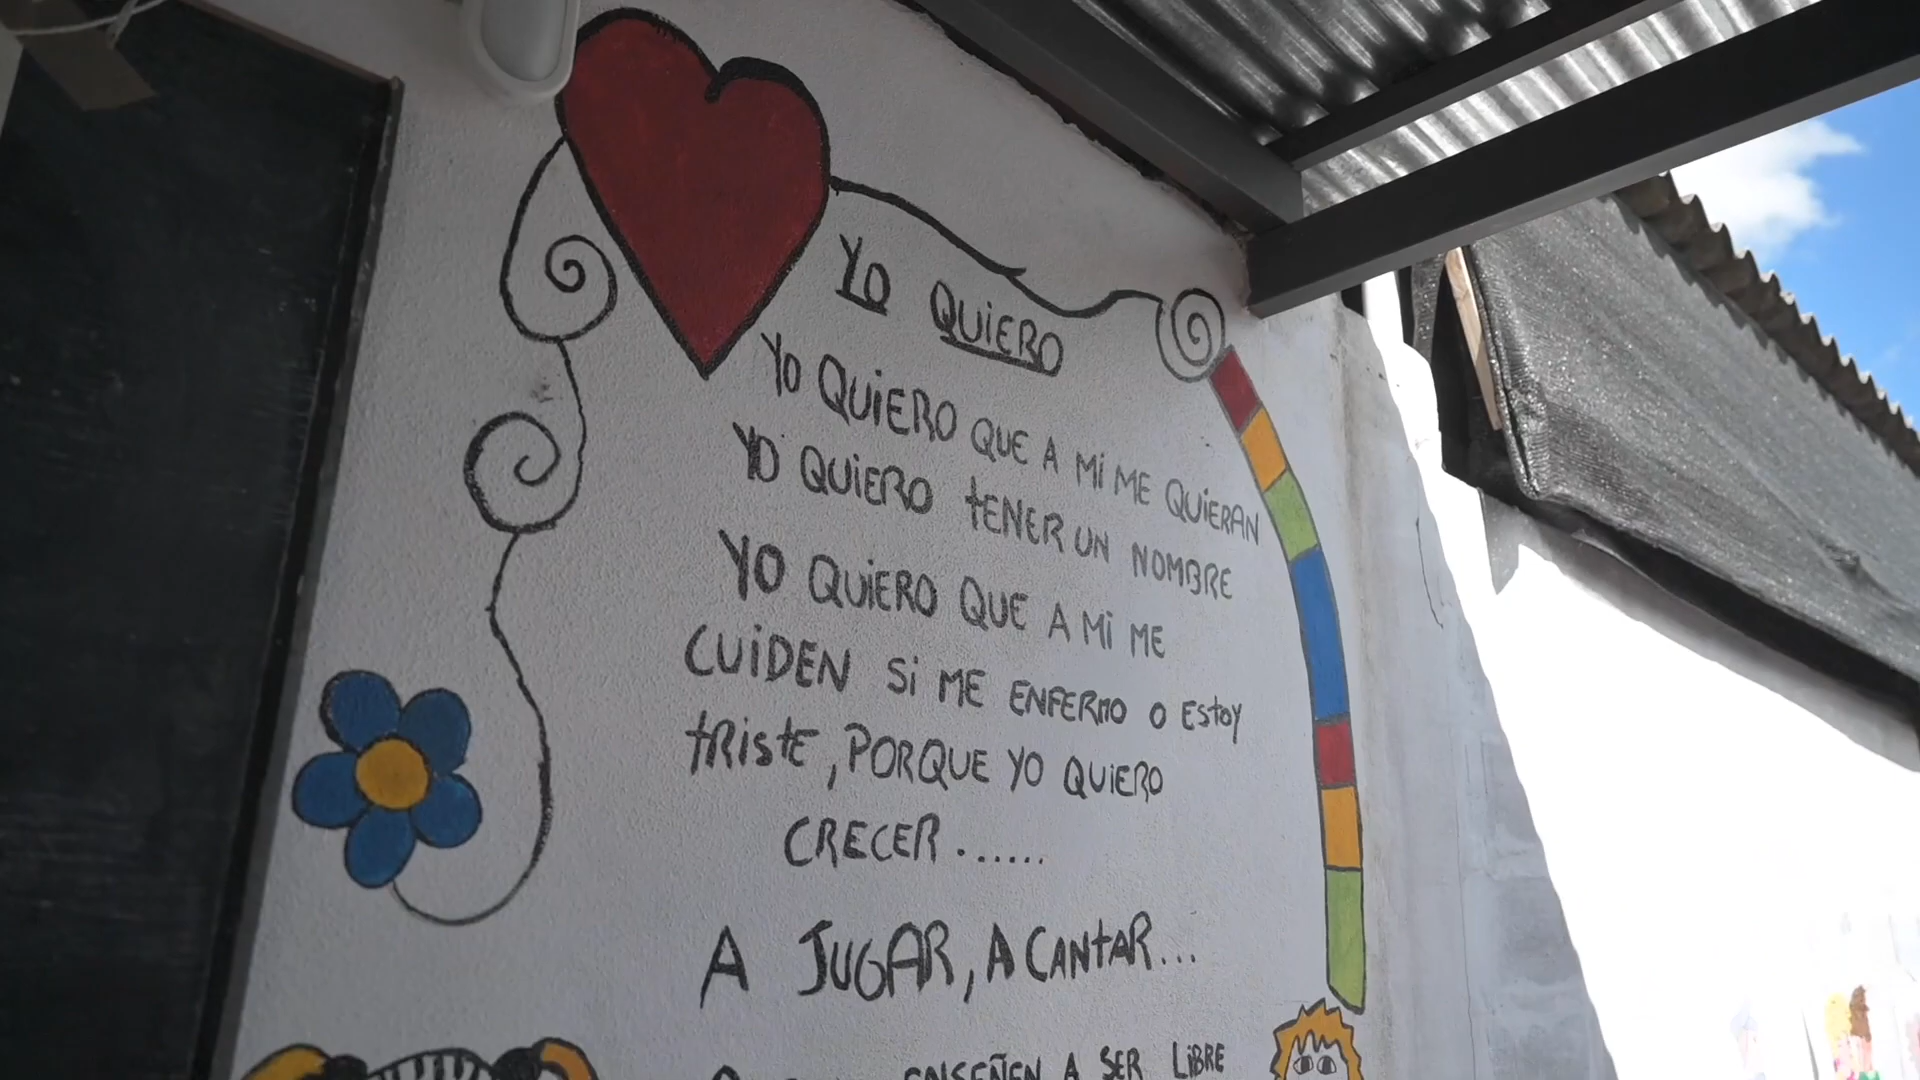 YO QUiERO
YO QUiERO QUE A Mi ME QUiERAN
YO QUiERO tENER UN NOMBRE
YO QUiERO QUE A Mi ME
CUiDEN Si ME ENFERMO O EStOY
tRiStE, PORQUE YO QUiERO
CRECER......
A JUGAR, A CANtAR...
ENSEÑEN A SER LiBRE